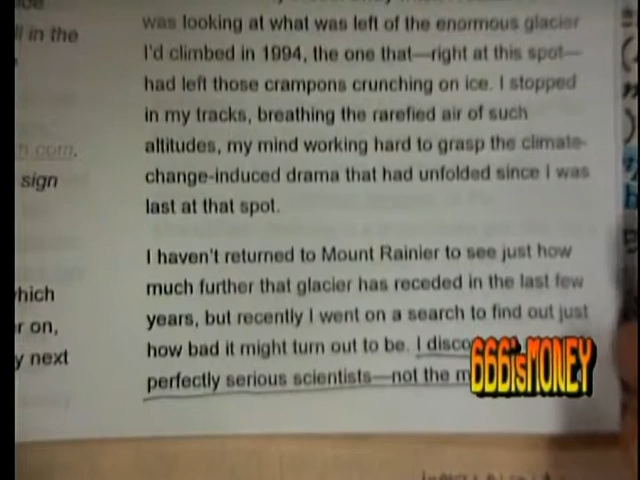 ll in the
com,
sign
which
r on,
y next
was looking at what was left of the enormous glacier
I'd climbed in 1994, the one that—right at this spot—
had left those crampons crunching on ice. I stopped
in my tracks, breathing the rarefied air of such
altitudes, my mind working hard to grasp the climate-
change-induced drama that had unfolded since I was
last at that spot.
I haven't returned to Mount Rainier to see just how
much further that glacier has receded in the last few
years, but recently I went on a search to find out just
how bad it might turn out to be. I disco
perfectly serious scientists—not the m
666isMONEY